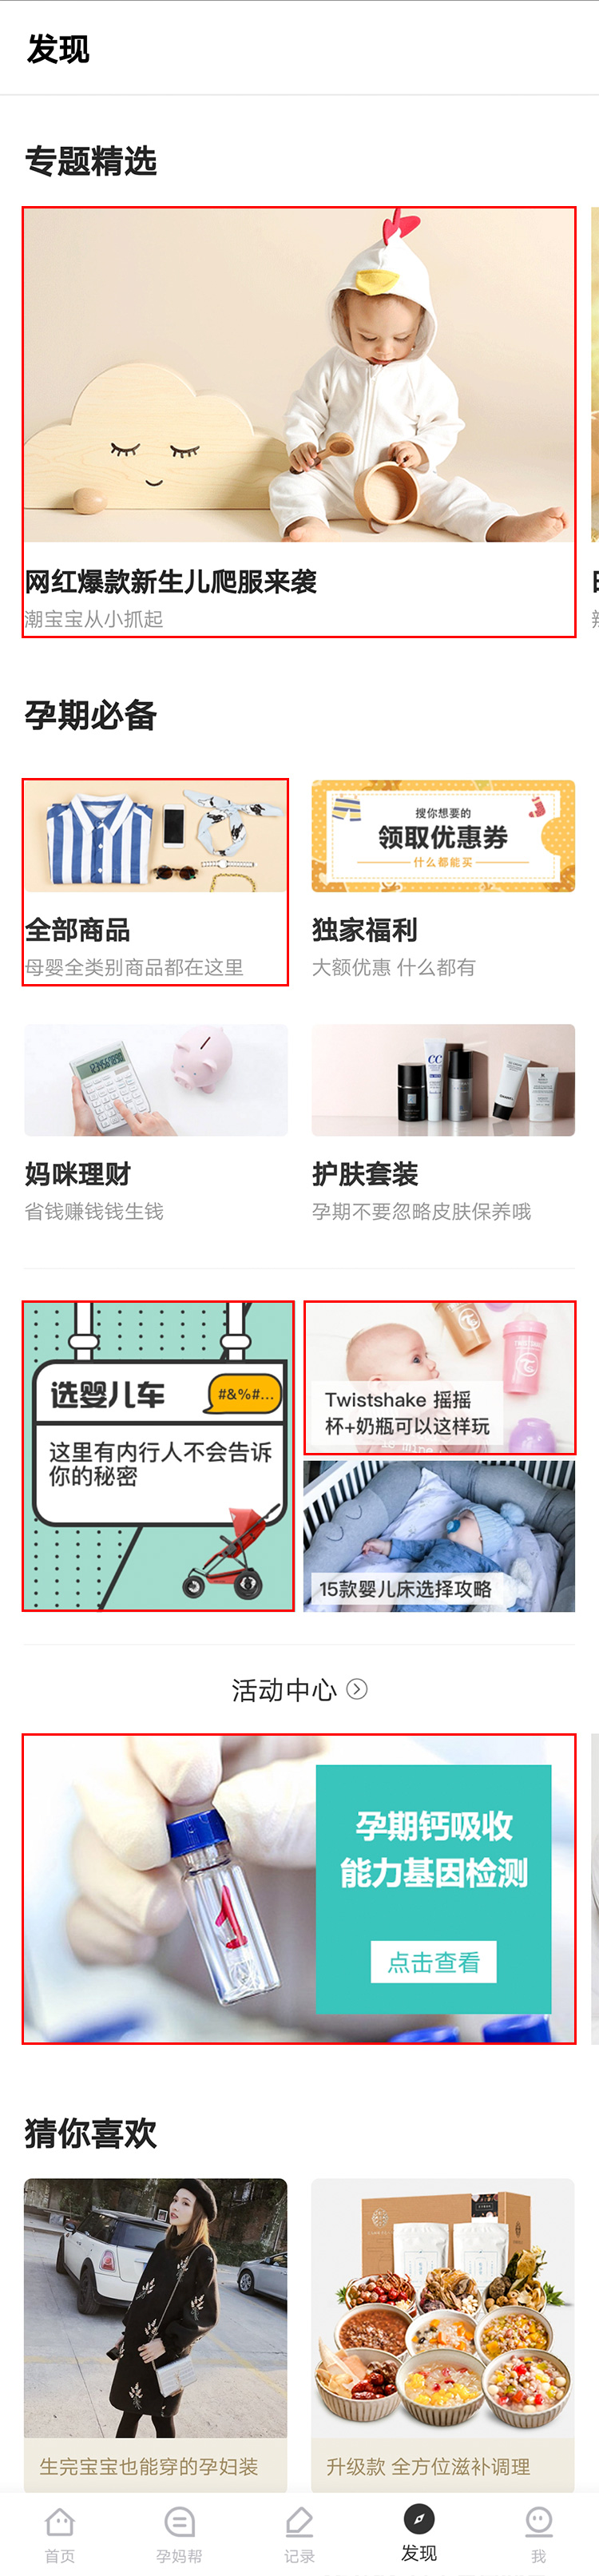 发现
专题精选
网红爆款新生儿爬服来袭
潮宝宝从小抓起
孕期必备
搜你想要的
领取优惠券
什么都能买
全部商品
母婴全类别商品都在这里
独家福利
大额优惠 什么都有
CC
妈咪理财
省钱赚钱钱生钱
护肤套装
孕期不要忽略皮肤保养哦
选婴儿车
#&%#...
这里有内行人不会告诉
你的秘密
Twistshake 摇摇
杯+奶瓶可以这样玩
15款婴儿床选择攻略
活动中心
孕期钙吸收
能力基因检测
点击查看
猜你喜欢
生完宝宝也能穿的孕妇装
升级款 全方位滋补调理
首页
孕妈帮
记录
发现
我